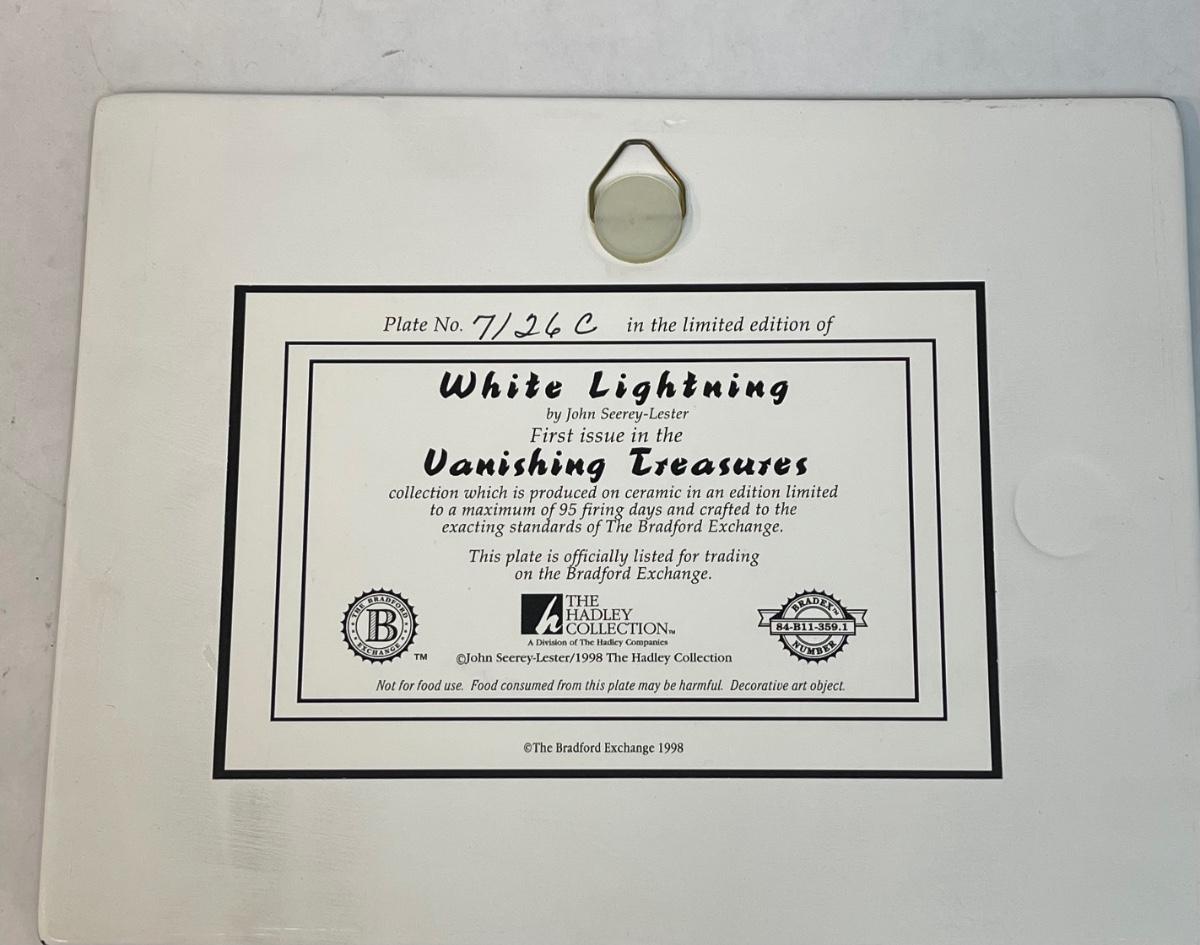 Plate No. 7126 C in the limited edition of
White Lightning
by John Seerey-Lester
First issue in the
Vanishing Treasures
collection which is produced on ceramic in an edition limited
to a maximum of 95 firing days and crafted to the
exacting standards of The Bradford Exchange.
This plate is officially listed for trading
on the Bradford Exchange.
THE BRADFORD
B
EXCHANGE
TM
h
THE
HADLEY
COLLECTION™
A Division of The Hadley Companies
BRADEX™
84-B11-359.1
NUMBER
©John Seerey-Lester/1998 The Hadley Collection
Not for food use. Food consumed from this plate may be harmful. Decorative art object.
©The Bradford Exchange 1998